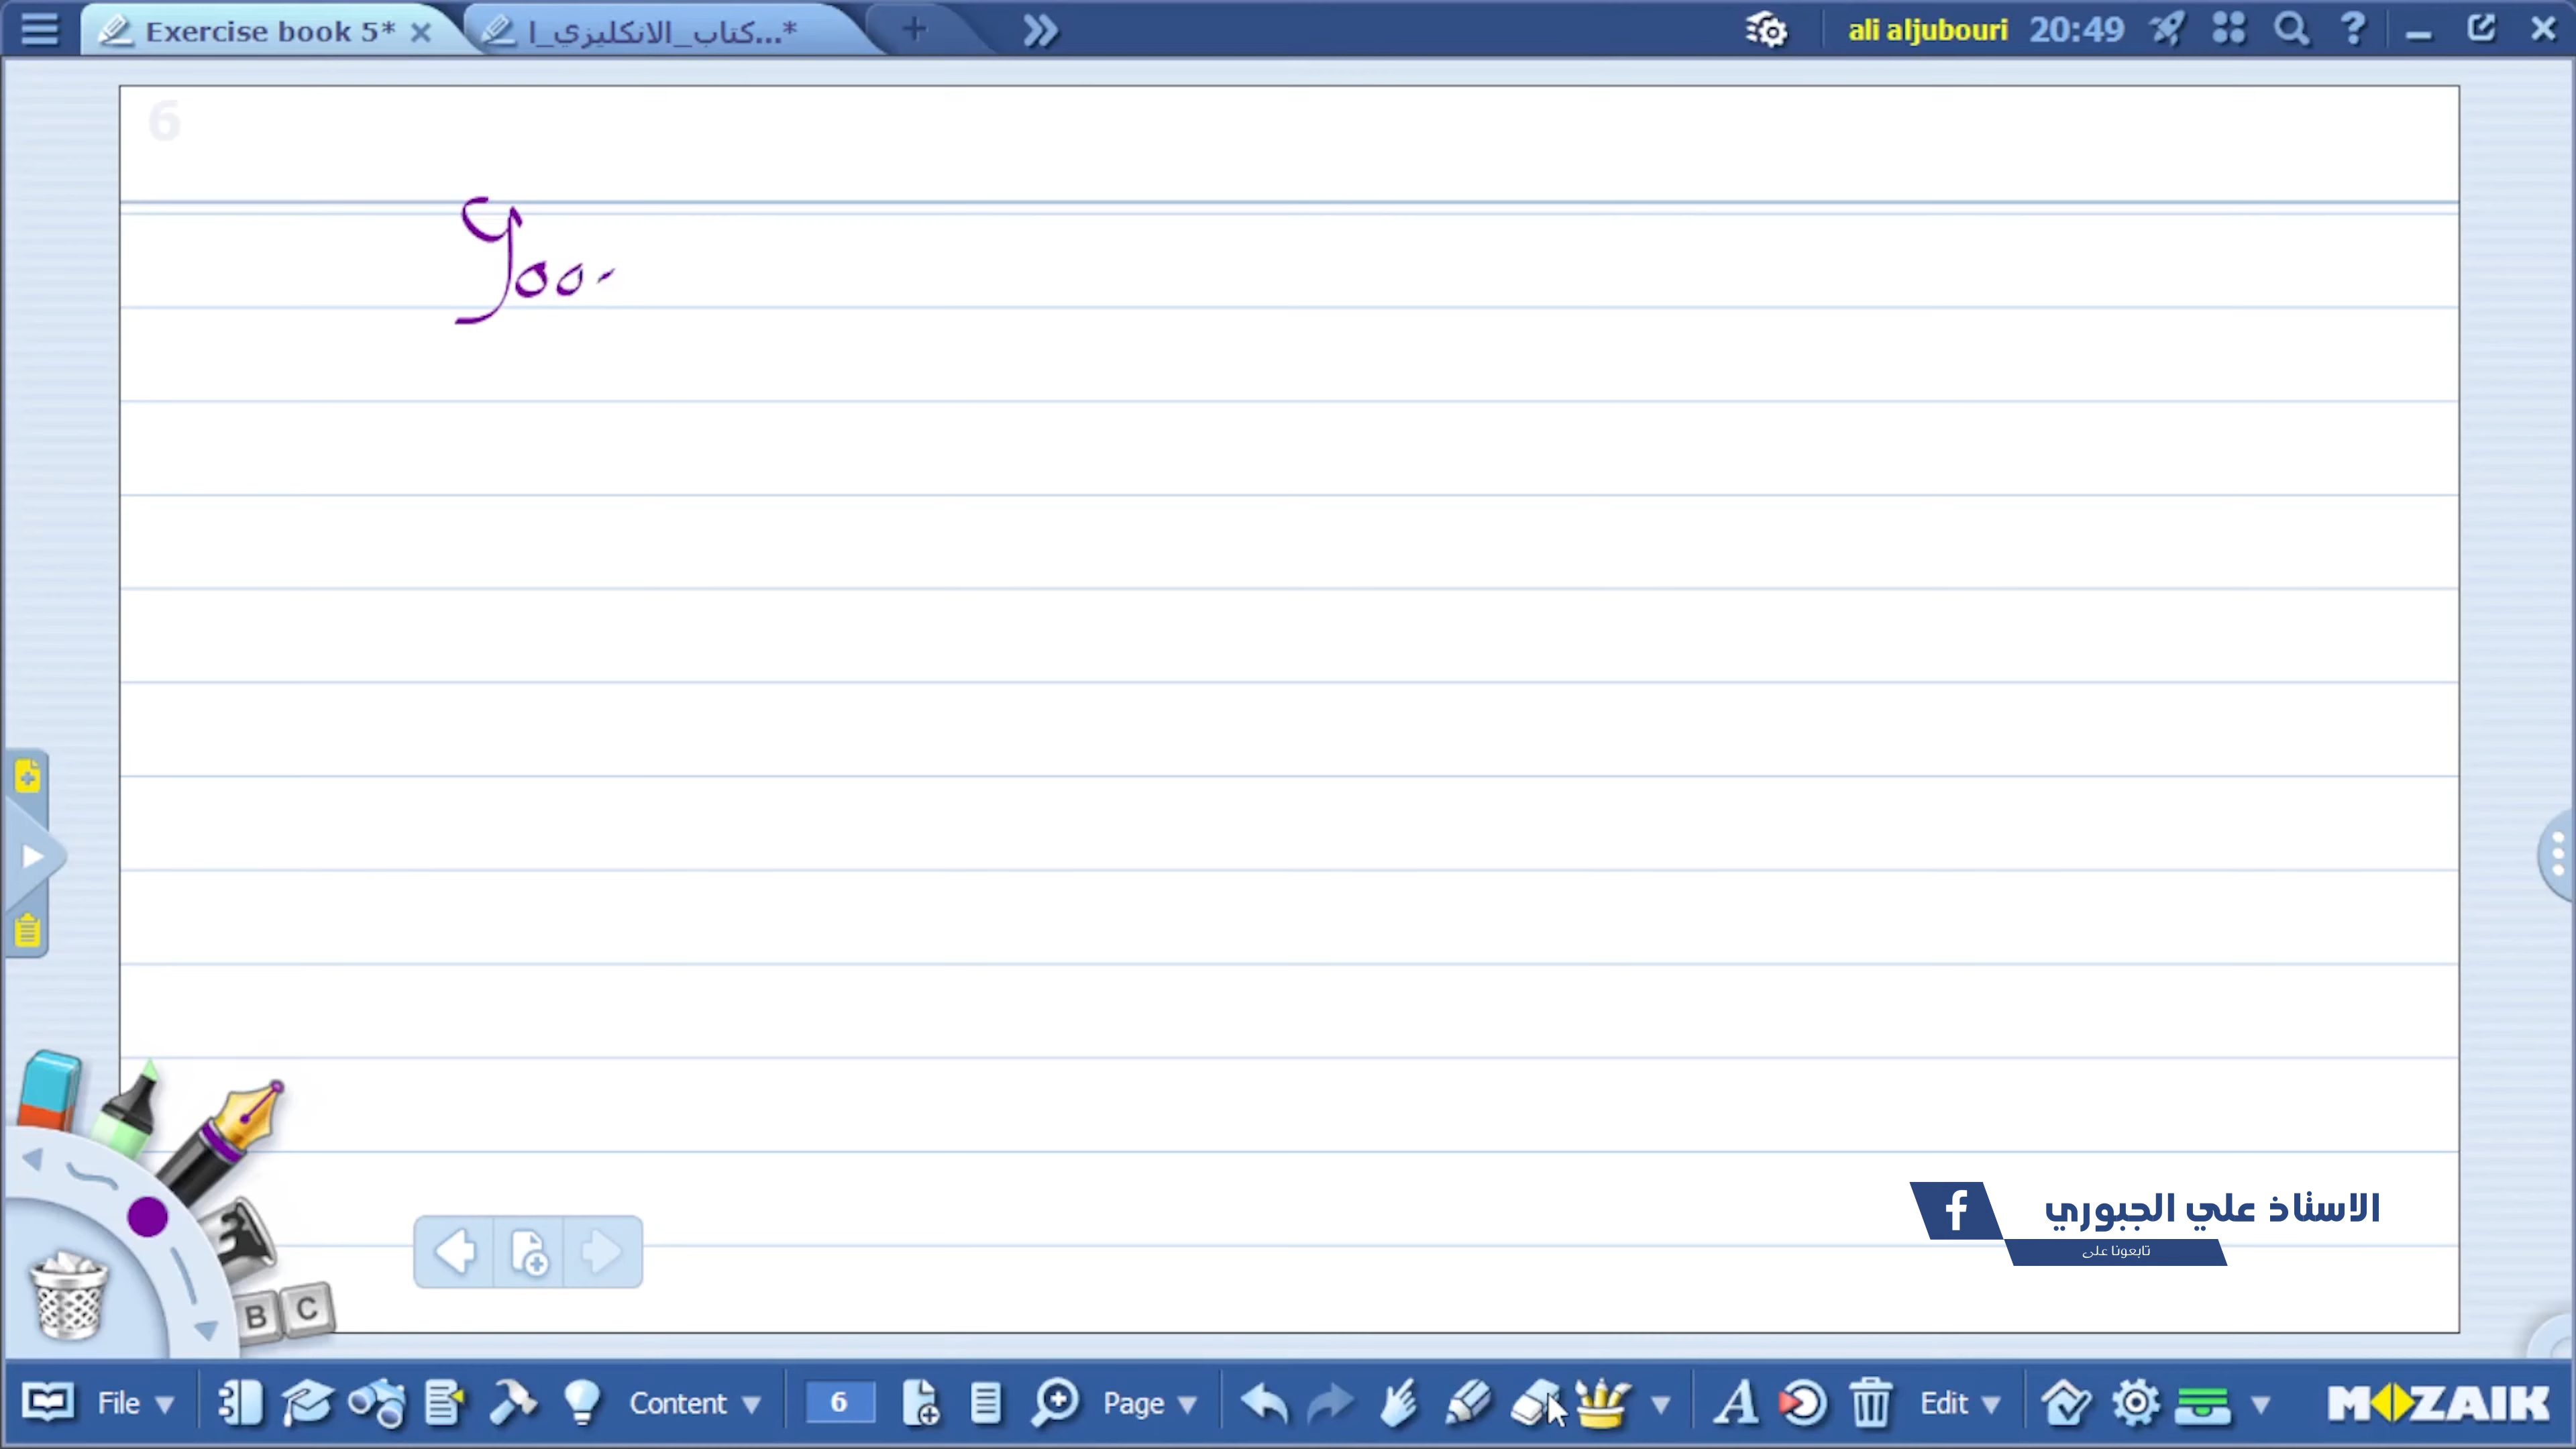 Exercise book 5*
كتاب_الانكليزي_ا...*
ali aljubouri
20:49
6
الاستاذ علي الجبوري
تابعونا على
B C
File
Content
6
Page
A
Edit
MOZAIK